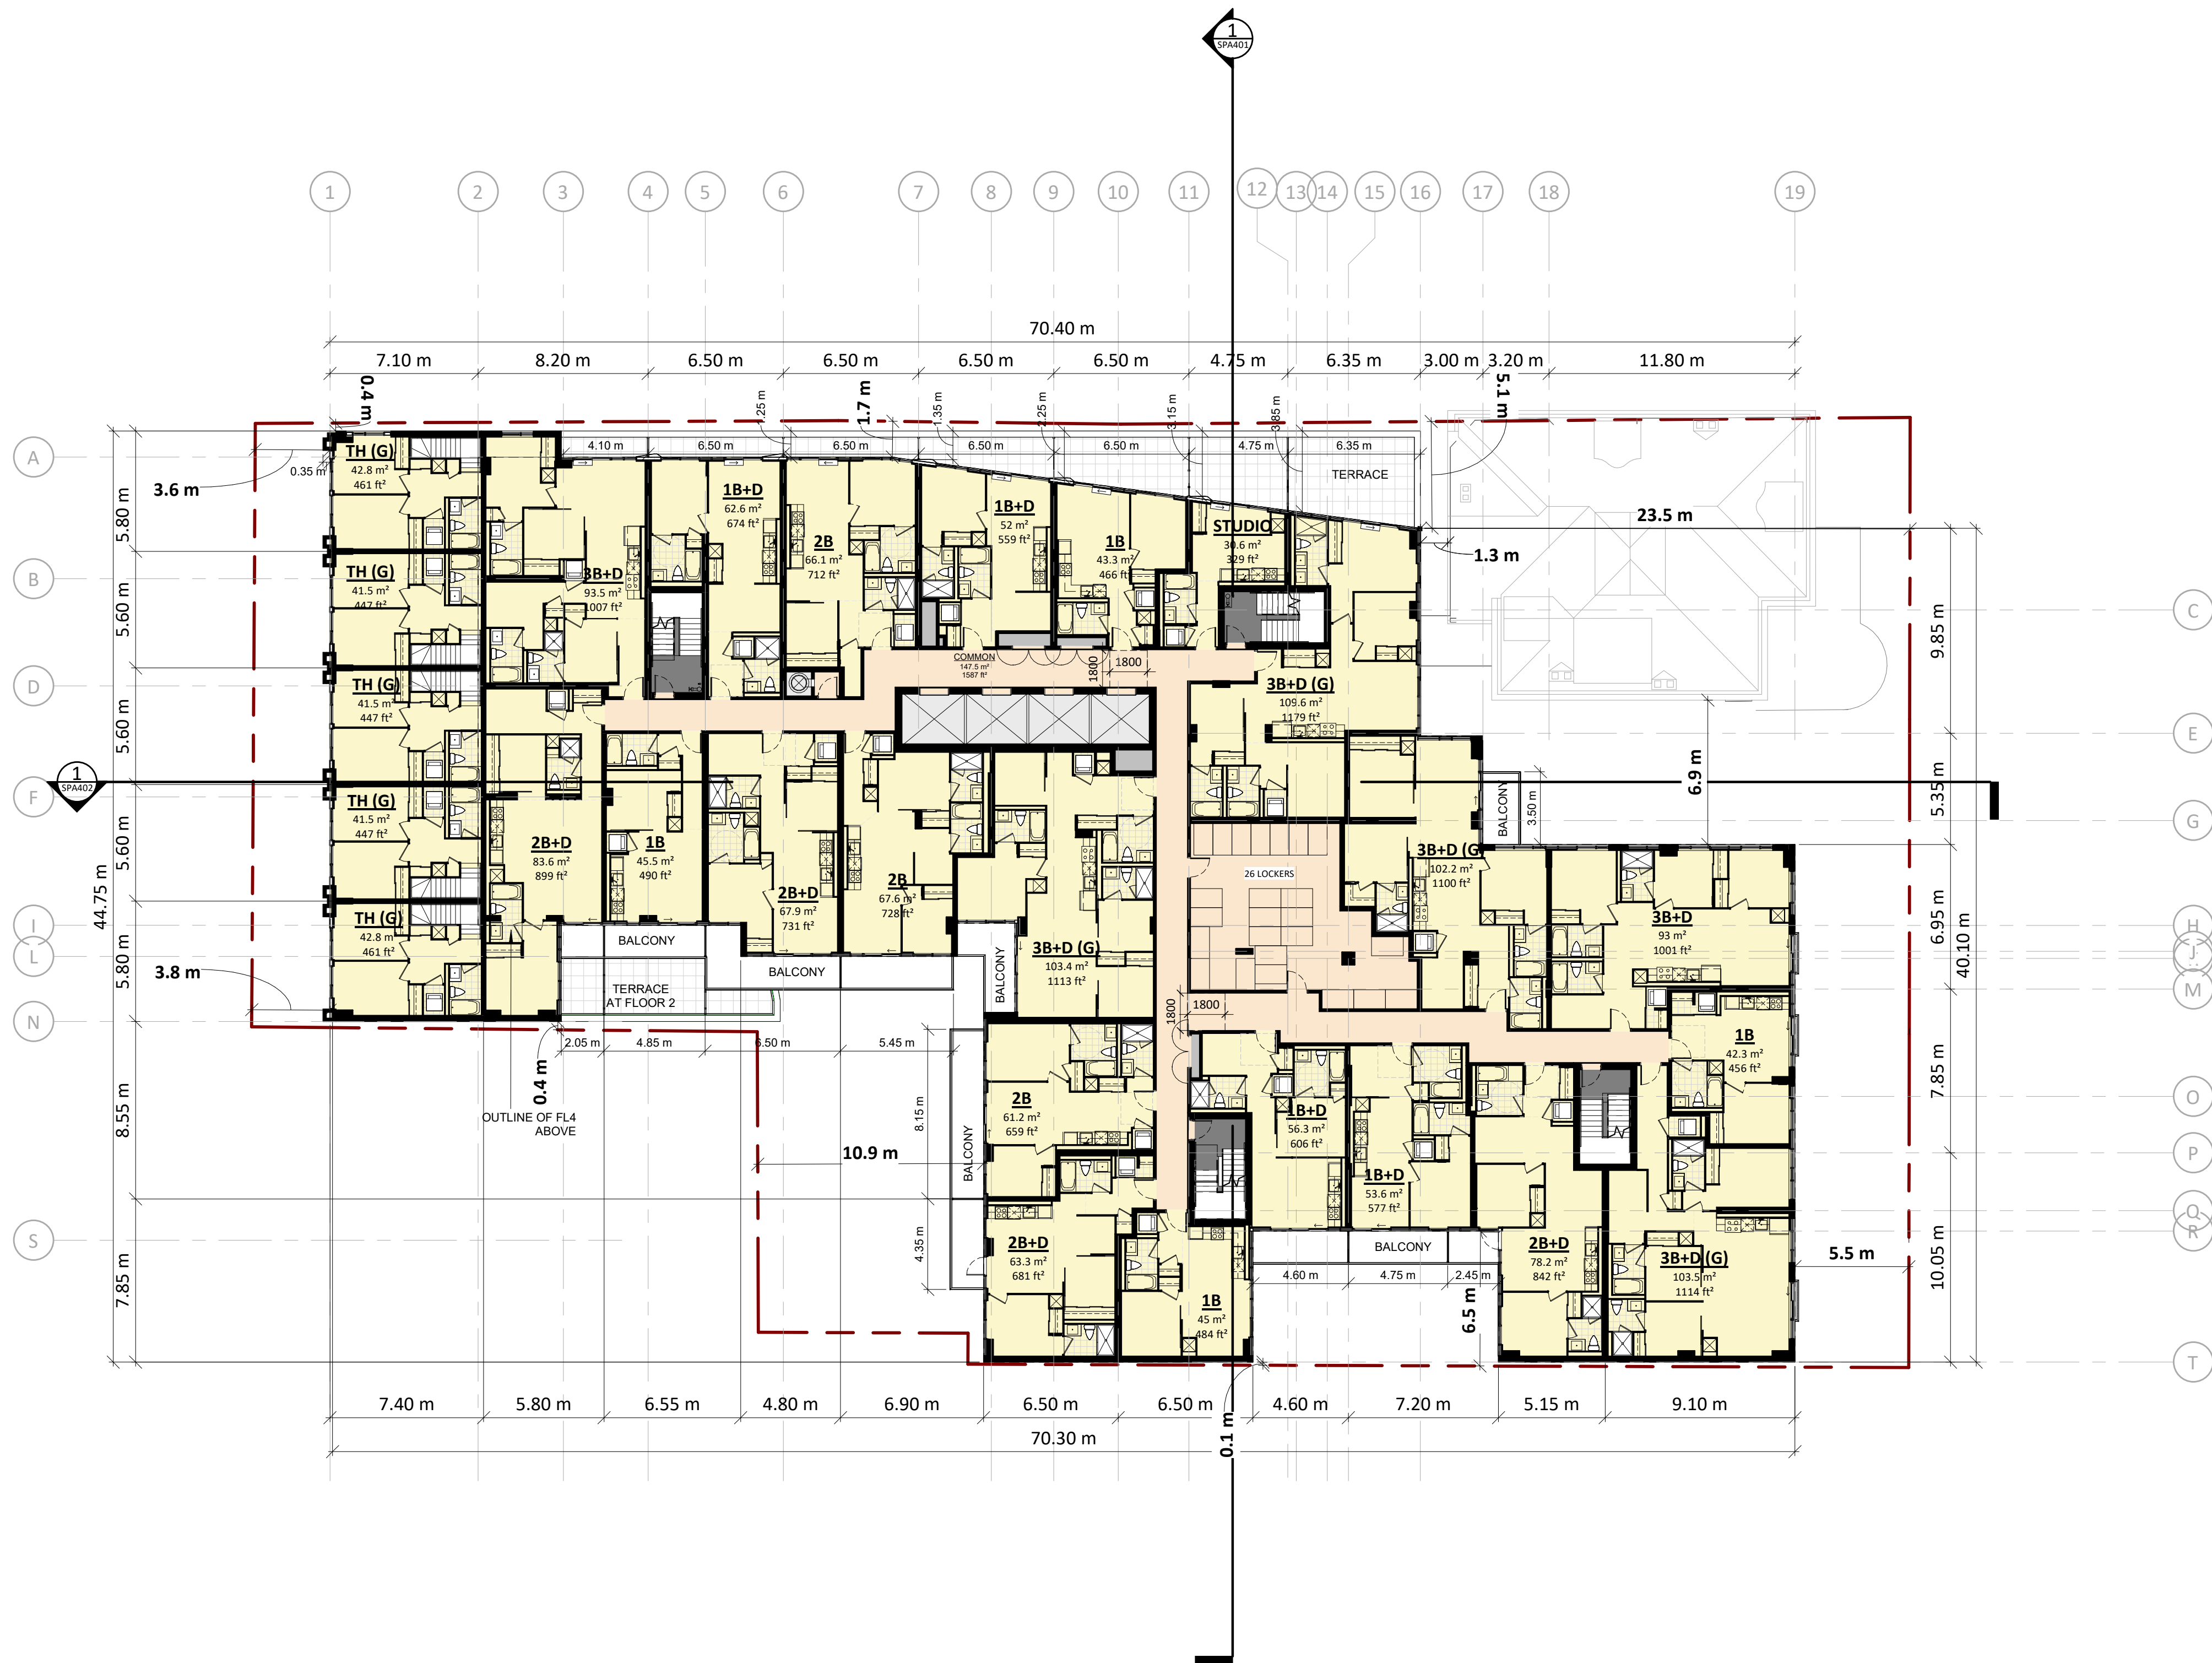 1
SPA401
1
2
3
4
5
6
7
8
9
10
11
12
13
14
15
16
17
18
19
70.40 m
7.10 m
8.20 m
6.50 m
6.50 m
6.50 m
6.50 m
4.75 m
6.35 m
3.00 m
3.20 m
11.80 m
0.4 m
1.7 m
5.1 m
.25 m
.35 m
2.25 m
3.15 m
3.85 m
4.10 m
6.50 m
6.50 m
6.50 m
6.50 m
4.75 m
6.35 m
TERRACE
A
B
D
F
I
L
N
S
C
E
G
H
J
M
O
P
Q
R
T
3.6 m
0.35 m
3.8 m
23.5 m
1.3 m
6.9 m
5.5 m
44.75 m
5.80 m
5.60 m
5.60 m
5.60 m
5.80 m
8.55 m
7.85 m
9.85 m
5.35 m
6.95 m
40.10 m
7.85 m
10.05 m
TH (G)
42.8 m²
461 ft²
TH (G)
41.5 m²
447 ft²
TH (G)
41.5 m²
447 ft²
TH (G)
41.5 m²
447 ft²
TH (G)
42.8 m²
461 ft²
3B+D
93.5 m²
1007 ft²
1B+D
62.6 m²
674 ft²
2B
66.1 m²
712 ft²
1B+D
52 m²
559 ft²
1B
43.3 m²
466 ft²
STUDIO
30.6 m²
329 ft²
COMMON
147.5 m²
1587 ft²
1800
1800
3B+D (G)
109.6 m²
1179 ft²
1
SPA402
2B+D
83.6 m²
899 ft²
1B
45.5 m²
490 ft²
2B+D
67.9 m²
731 ft²
2B
67.6 m²
728 ft²
3B+D (G)
103.4 m²
1113 ft²
26 LOCKERS
3B+D (G)
102.2 m²
1100 ft²
BALCONY
3.50 m
3B+D
93 m²
1001 ft²
1B
42.3 m²
456 ft²
BALCONY
TERRACE
AT FLOOR 2
BALCONY
BALCONY
1800
1800
2.05 m
4.85 m
6.50 m
5.45 m
0.4 m
OUTLINE OF FL4
ABOVE
10.9 m
8.15 m
4.35 m
BALCONY
2B
61.2 m²
659 ft²
1B+D
56.3 m²
606 ft²
1B+D
53.6 m²
577 ft²
2B+D
63.3 m²
681 ft²
1B
45 m²
484 ft²
BALCONY
4.60 m
4.75 m
2.45 m
6.5 m
2B+D
78.2 m²
842 ft²
3B+D (G)
103.5 m²
1114 ft²
7.40 m
5.80 m
6.55 m
4.80 m
6.90 m
6.50 m
6.50 m
4.60 m
7.20 m
5.15 m
9.10 m
0.1 m
70.30 m